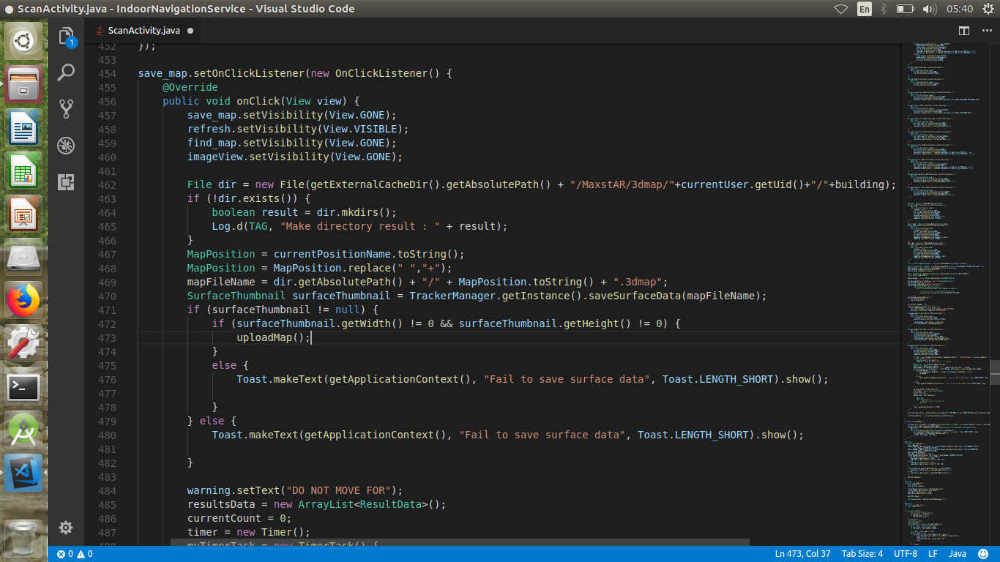 ● ScanActivity.java - IndoorNavigationService - Visual Studio Code
En
05:40
1
ScanActivity.java ●
452 });
453
454 save_map.setOnClickListener(new OnClickListener() {
455     @Override
456     public void onClick(View view) {
457         save_map.setVisibility(View.GONE);
458         refresh.setVisibility(View.VISIBLE);
459         find_map.setVisibility(View.GONE);
460         imageView.setVisibility(View.GONE);
461
462         File dir = new File(getExternalCacheDir().getAbsolutePath() + "/MaxstAR/3dmap/"+currentUser.getUid()+"/"+building);
463         if (!dir.exists()) {
464             boolean result = dir.mkdirs();
465             Log.d(TAG, "Make directory result : " + result);
466         }
467         MapPosition = currentPositionName.toString();
468         MapPosition = MapPosition.replace(" ","+");
469         mapFileName = dir.getAbsolutePath() + "/" + MapPosition.toString() + ".3dmap";
470         SurfaceThumbnail surfaceThumbnail = TrackerManager.getInstance().saveSurfaceData(mapFileName);
471         if (surfaceThumbnail != null) {
472             if (surfaceThumbnail.getWidth() != 0 && surfaceThumbnail.getHeight() != 0) {
473                 uploadMap();
474             }
475             else {
476                 Toast.makeText(getApplicationContext(), "Fail to save surface data", Toast.LENGTH_SHORT).show();
477
478             }
479         } else {
480             Toast.makeText(getApplicationContext(), "Fail to save surface data", Toast.LENGTH_SHORT).show();
481
482         }
483
484         warning.setText("DO NOT MOVE FOR");
485         resultsData = new ArrayList<ResultData>();
486         currentCount = 0;
487         timer = new Timer();
488         myTimerTask = new TimerTask() {
0 0
Ln 473, Col 37
Tab Size: 4
UTF-8
LF
Java